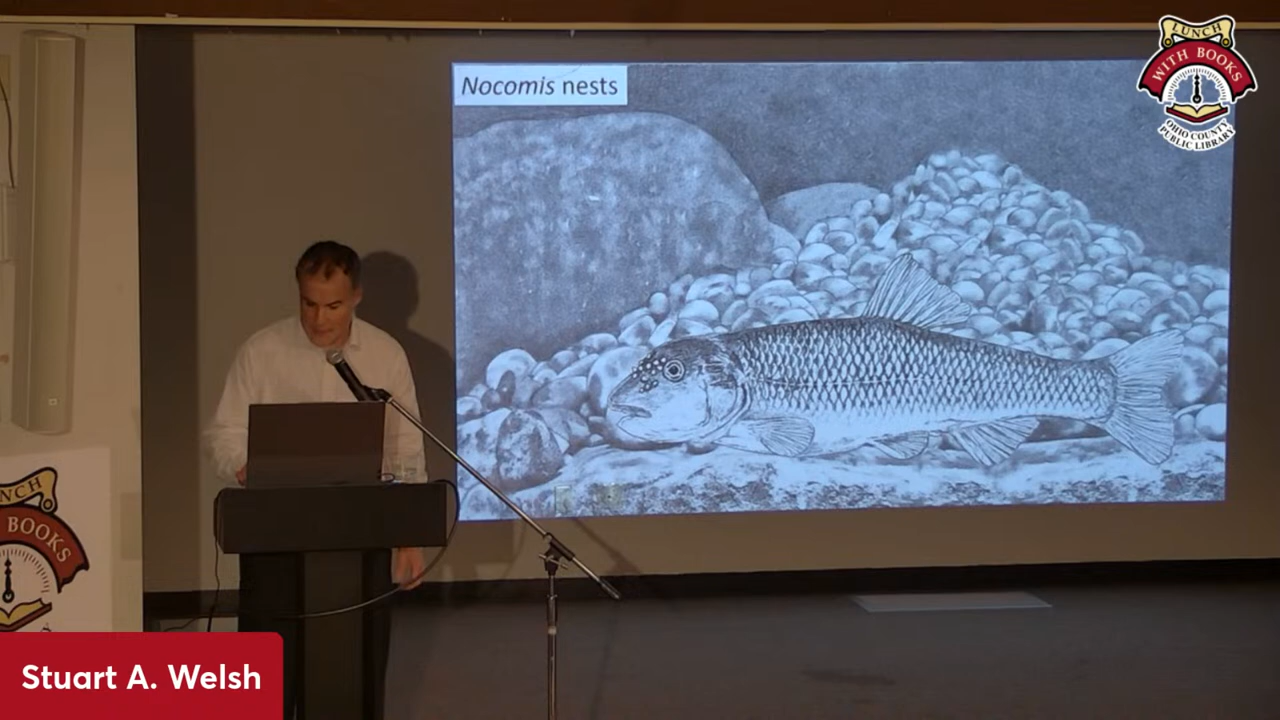 Nocomis nests
LUNCH
WITH BOOKS
OHIO COUNTY
PUBLIC LIBRARY
NCH
BOOKS
Stuart A. Welsh